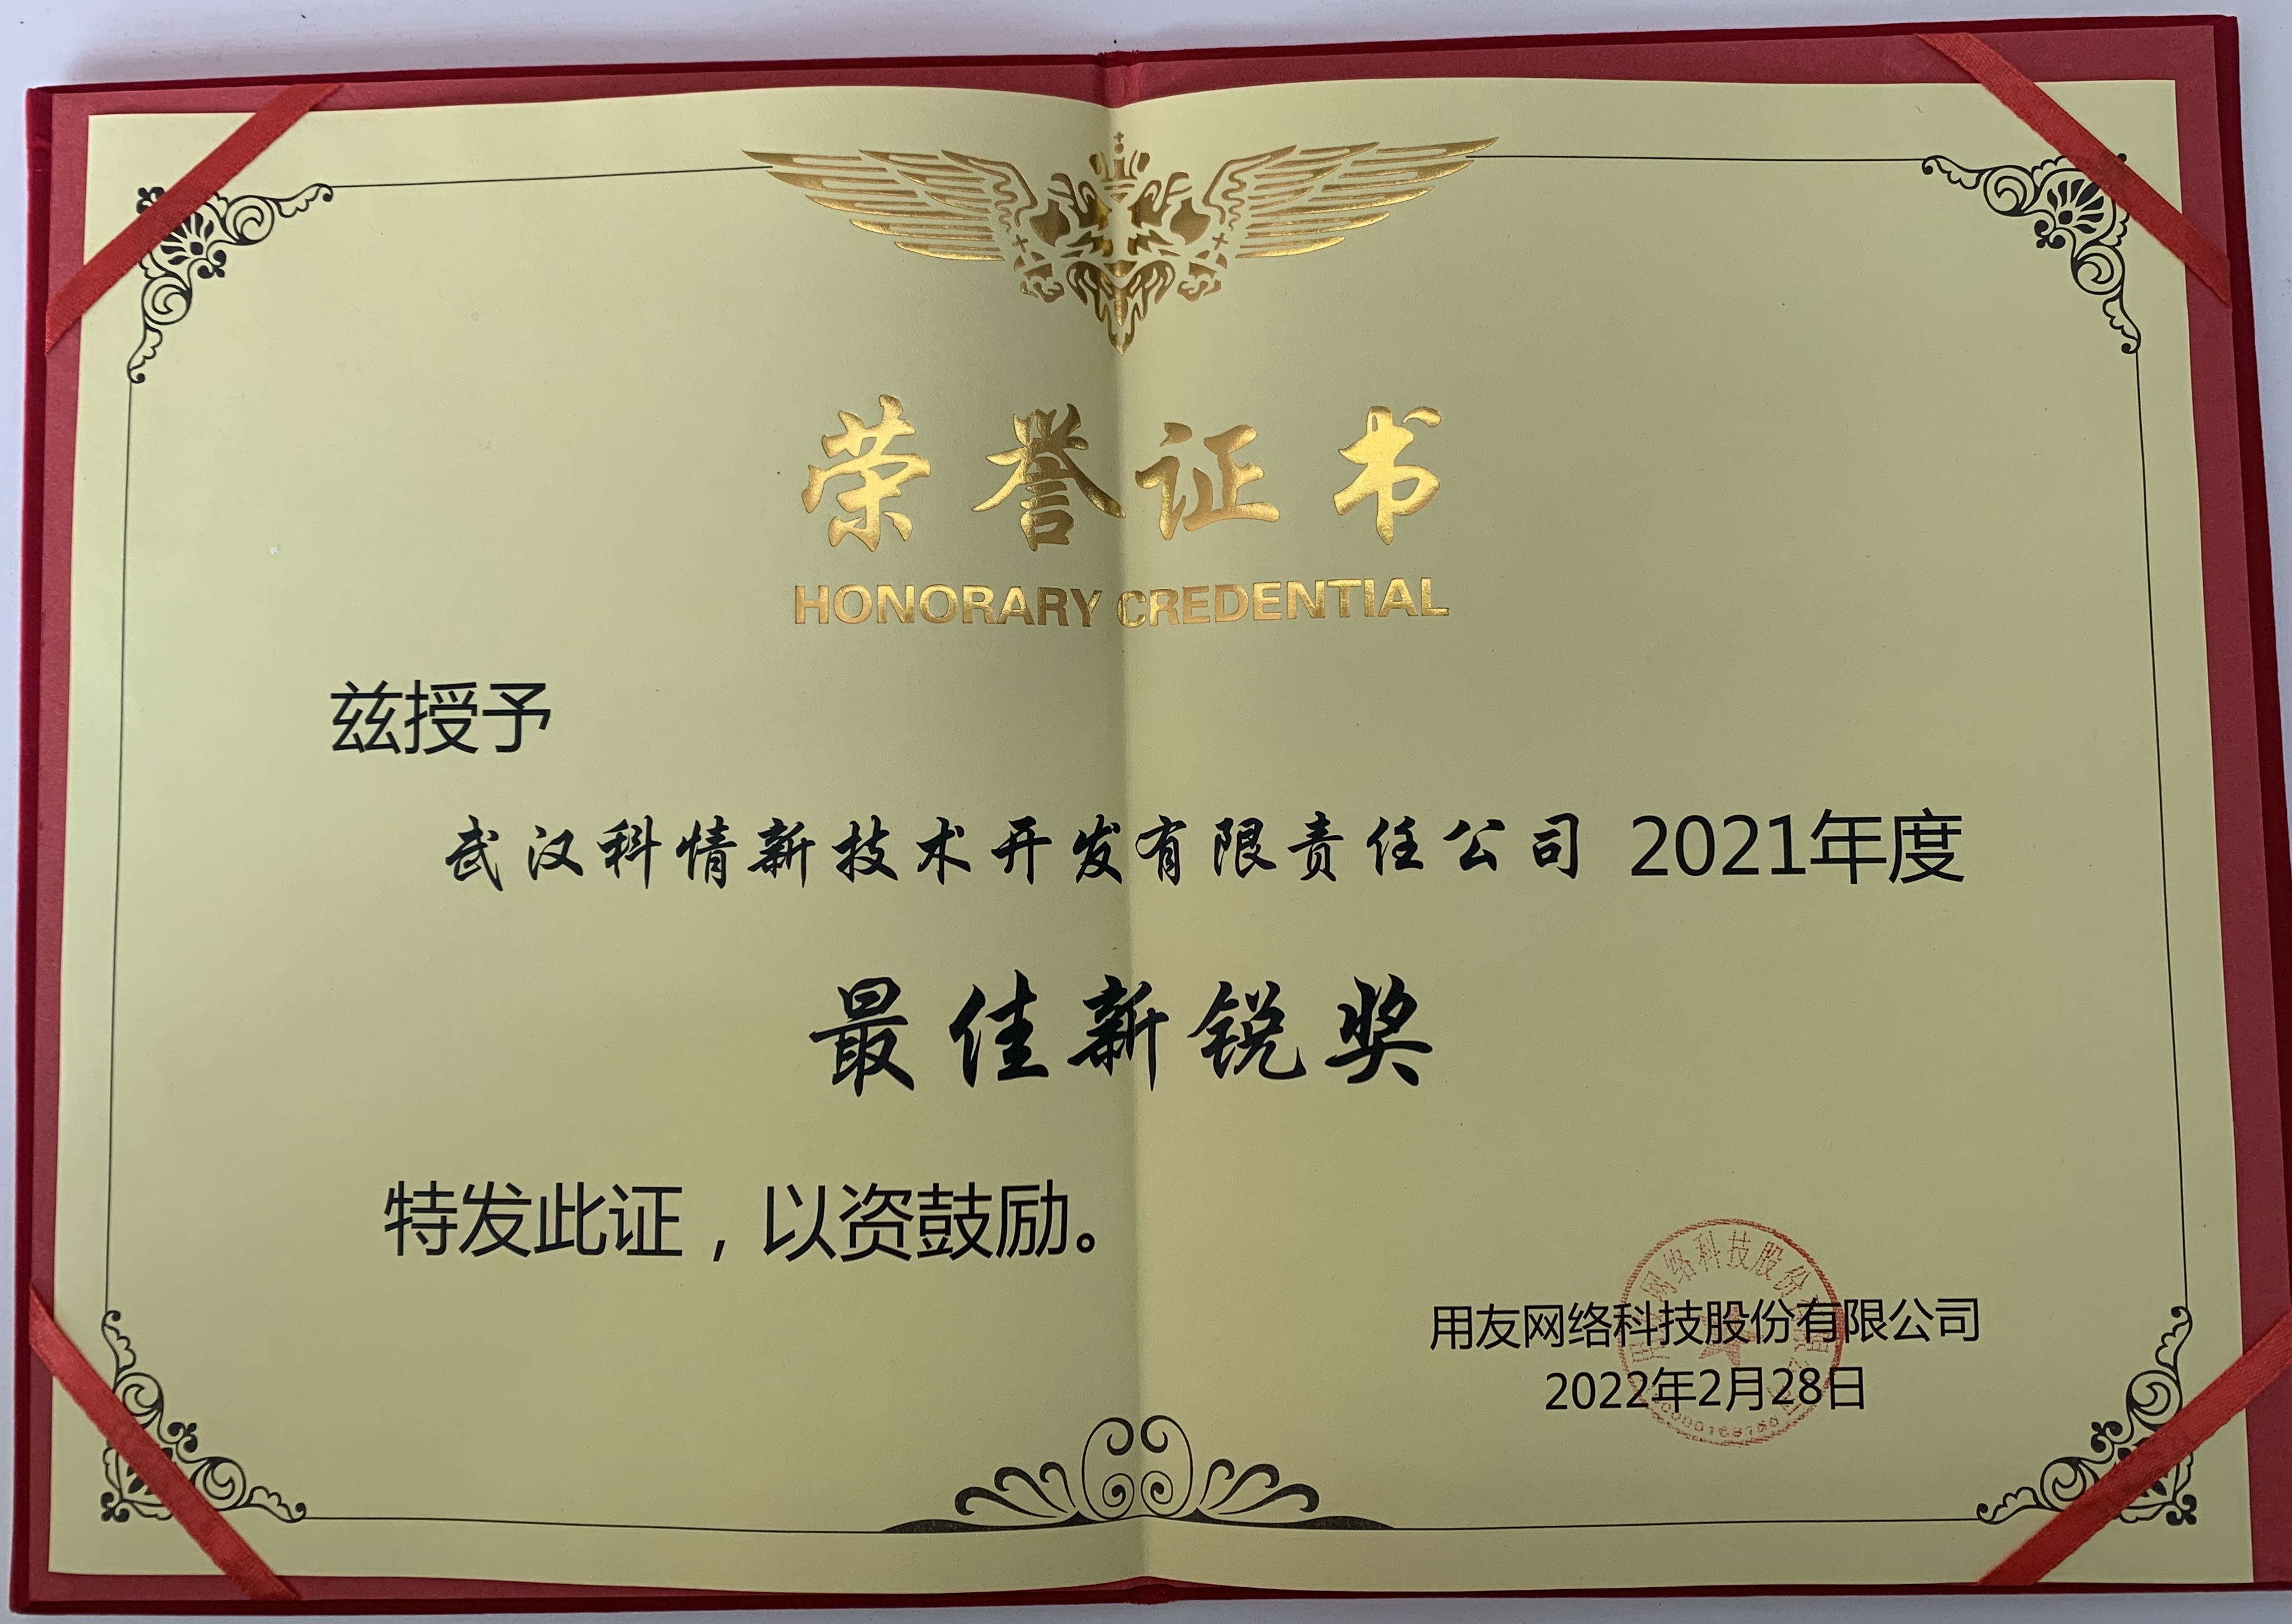 荣誉证书
HONORARY CREDENTIAL
兹授予
武汉科情新技术开发有限责任公司 2021年度
最佳新锐奖
特发此证，以资鼓励。
用友网络科技股份有限公司
2022年2月28日